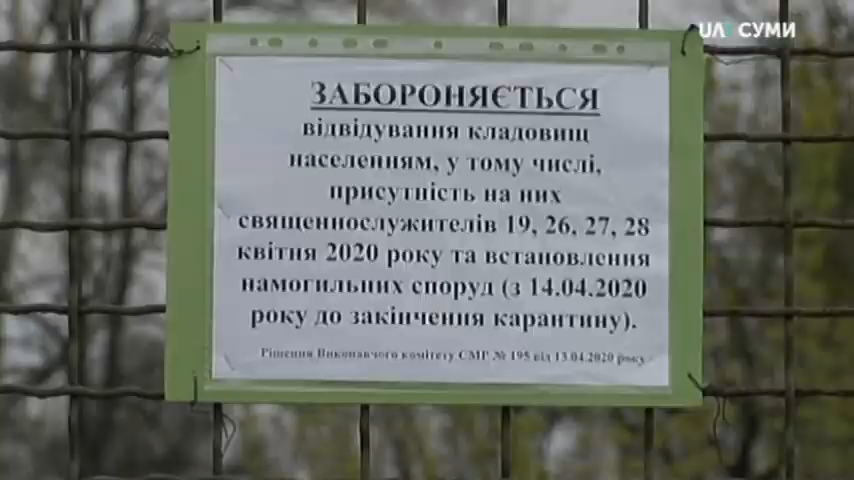 UA: СУМИ
ЗАБОРОНЯЄТЬСЯ
відвідування кладовищ
населенням, у тому числі,
присутність на них
священнослужителів 19, 26, 27, 28
квітня 2020 року та встановлення
намогильних споруд (з 14.04.2020
року до закінчення карантину).
Рішення Виконавчого комітету СМР № 195 від 13.04.2020 року